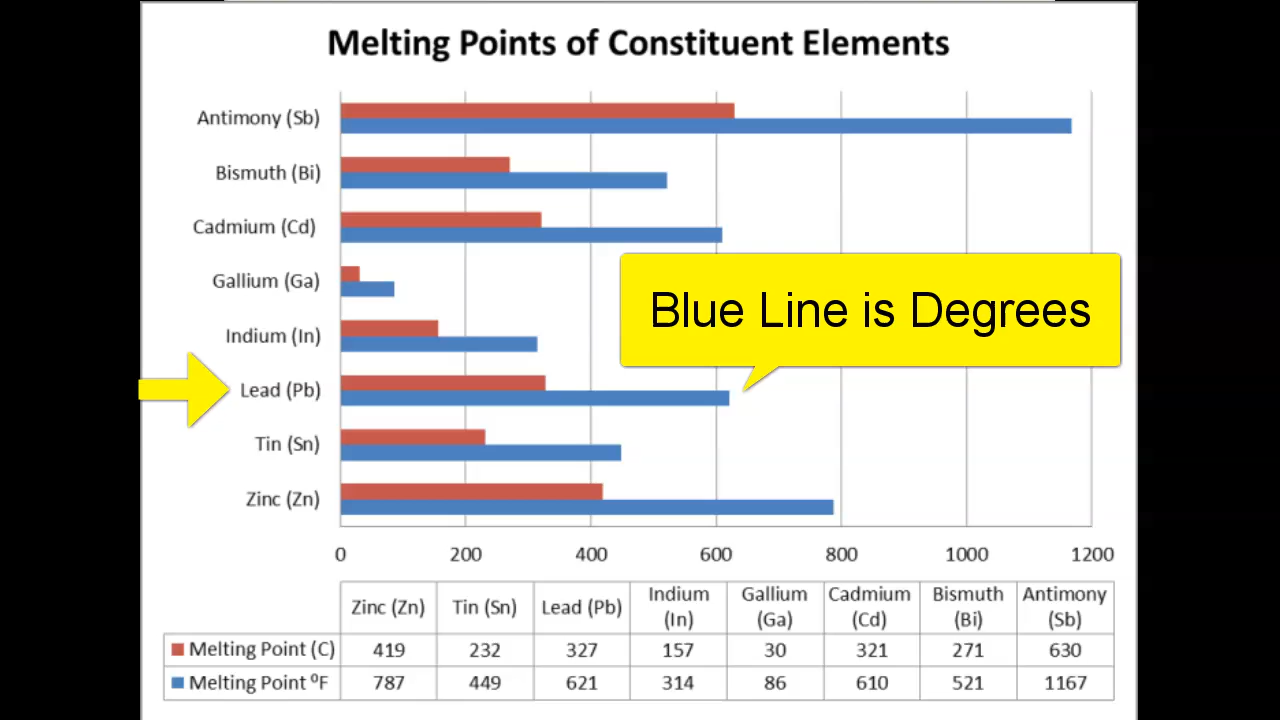 Melting Points of Constituent Elements
Antimony (Sb)
Bismuth (Bi)
Cadmium (Cd)
Gallium (Ga)
Indium (In)
Lead (Pb)
Tin (Sn)
Zinc (Zn)
Blue Line is Degrees
0 200 400 600 800 1000 1200
Zinc (Zn) Tin (Sn) Lead (Pb) Indium (In) Gallium (Ga) Cadmium (Cd) Bismuth (Bi) Antimony (Sb)
Melting Point (C) 419 232 327 157 30 321 271 630
Melting Point ⁰F 787 449 621 314 86 610 521 1167